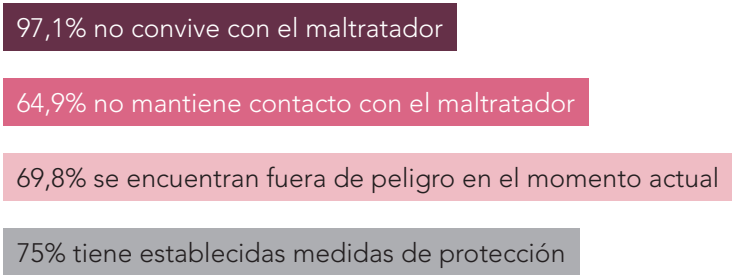 97,1% no convive con el maltratador
64,9% no mantiene contacto con el maltratador
69,8% se encuentran fuera de peligro en el momento actual
75% tiene establecidas medidas de protección